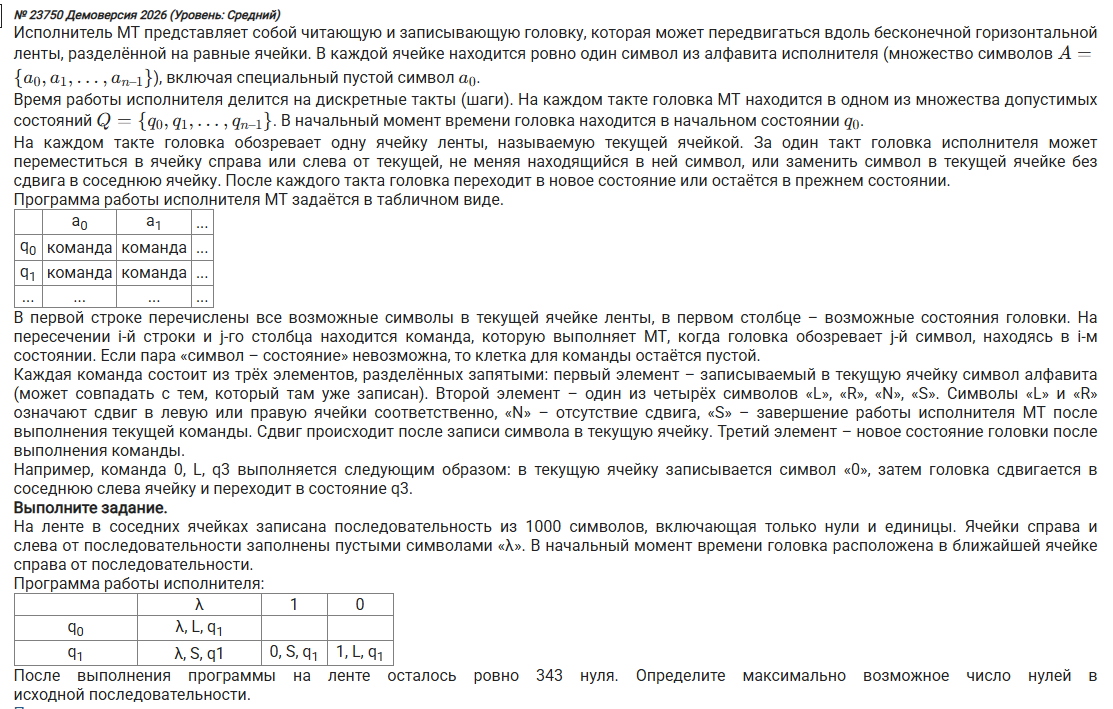 № 23750 Демоверсия 2026 (Уровень: Средний)
Исполнитель МТ представляет собой читающую и записывающую головку, которая может передвигаться вдоль бесконечной горизонтальной
ленты, разделённой на равные ячейки. В каждой ячейке находится ровно один символ из алфавита исполнителя (множество символов A =
{a₀, a₁, . . . , aₙ₋₁}), включая специальный пустой символ a₀.
Время работы исполнителя делится на дискретные такты (шаги). На каждом такте головка МТ находится в одном из множества допустимых
состояний Q = {q₀, q₁, . . . , qₙ₋₁}. В начальный момент времени головка находится в начальном состоянии q₀.
На каждом такте головка обозревает одну ячейку ленты, называемую текущей ячейкой. За один такт головка исполнителя может
переместиться в ячейку справа или слева от текущей, не меняя находящийся в ней символ, или заменить символ в текущей ячейке без
сдвига в соседнюю ячейку. После каждого такта головка переходит в новое состояние или остаётся в прежнем состоянии.
Программа работы исполнителя МТ задаётся в табличном виде.
a₀ a₁ ...
q₀ команда команда ...
q₁ команда команда ...
... ... ... ...
В первой строке перечислены все возможные символы в текущей ячейке ленты, в первом столбце – возможные состояния головки. На
пересечении i-й строки и j-го столбца находится команда, которую выполняет МТ, когда головка обозревает j-й символ, находясь в i-м
состоянии. Если пара «символ – состояние» невозможна, то клетка для команды остаётся пустой.
Каждая команда состоит из трёх элементов, разделённых запятыми: первый элемент – записываемый в текущую ячейку символ алфавита
(может совпадать с тем, который там уже записан). Второй элемент – один из четырёх символов «L», «R», «N», «S». Символы «L» и «R»
означают сдвиг в левую или правую ячейки соответственно, «N» – отсутствие сдвига, «S» – завершение работы исполнителя МТ после
выполнения текущей команды. Сдвиг происходит после записи символа в текущую ячейку. Третий элемент – новое состояние головки после
выполнения команды.
Например, команда 0, L, q3 выполняется следующим образом: в текущую ячейку записывается символ «0», затем головка сдвигается в
соседнюю слева ячейку и переходит в состояние q3.
Выполните задание.
На ленте в соседних ячейках записана последовательность из 1000 символов, включающая только нули и единицы. Ячейки справа и
слева от последовательности заполнены пустыми символами «λ». В начальный момент времени головка расположена в ближайшей ячейке
справа от последовательности.
Программа работы исполнителя:
λ 1 0
q₀ λ, L, q₁
q₁ λ, S, q1 0, S, q₁ 1, L, q₁
После выполнения программы на ленте осталось ровно 343 нуля. Определите максимально возможное число нулей в
исходной последовательности.